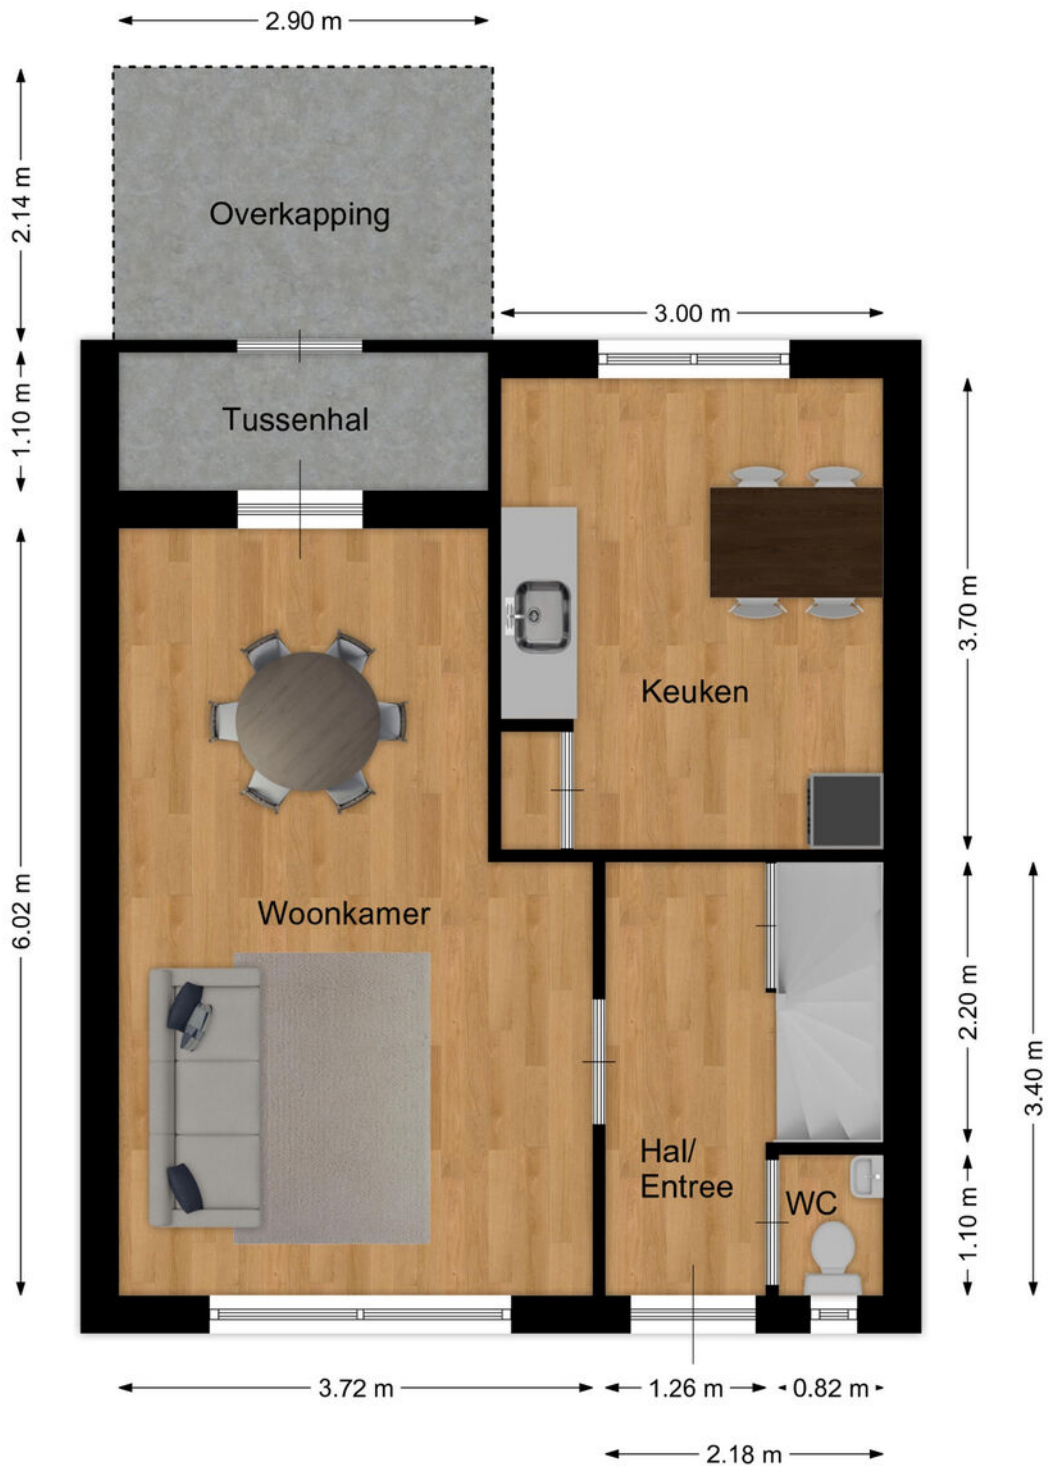 2.90 m
2.14 m
Overkapping
3.00 m
1.10 m
Tussenhal
3.70 m
Keuken
6.02 m
Woonkamer
2.20 m
3.40 m
Hal/
Entree
WC
1.10 m
3.72 m
1.26 m
0.82 m
2.18 m